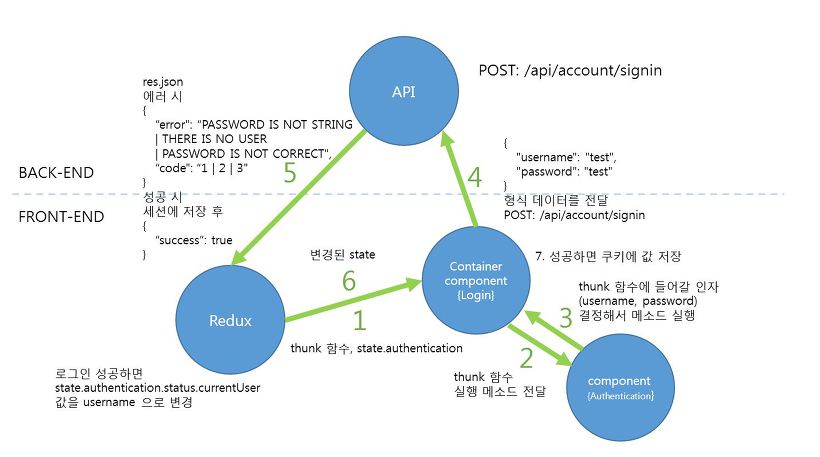 API
POST: /api/account/signin
res.json
에러 시
{
"error": "PASSWORD IS NOT STRING
| THERE IS NO USER
| PASSWORD IS NOT CORRECT",
"code": "1 | 2 | 3"
}
성공 시
세션에 저장 후
{
"success": true
}
BACK-END
FRONT-END
5
4
{
"username": "test",
"password": "test"
}
형식 데이터를 전달
POST: /api/account/signin
변경된 state
6
1
Container
component
{Login}
7. 성공하면 쿠키에 값 저장
thunk 함수에 들어갈 인자
(username, password)
결정해서 메소드 실행
3
Redux
thunk 함수, state.authentication
2
thunk 함수
실행 메소드 전달
component
{Authentication}
로그인 성공하면
state.authentication.status.currentUser
값을 username 으로 변경